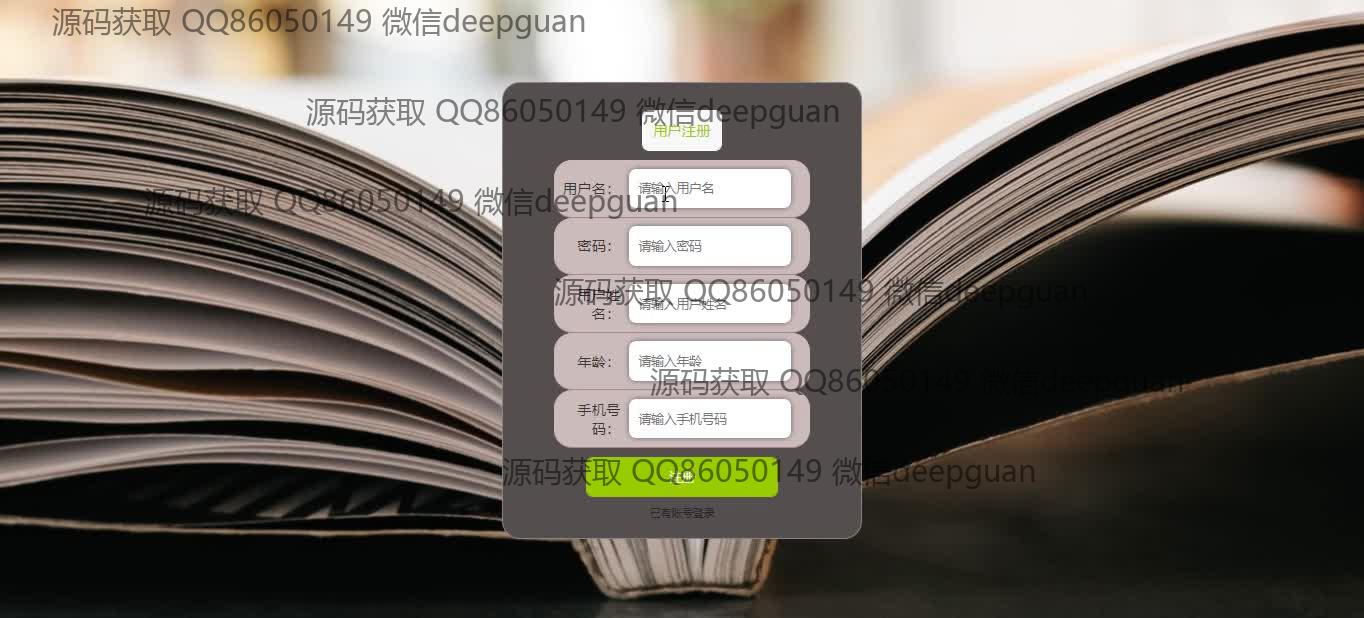 源码获取 QQ86050149 微信deepguan
源码获取 QQ86050149 微信deepguan
用户注册
用户名：
请输入用户名
源码获取 QQ86050149 微信deepguan
密码：
请输入密码
源码获取 QQ86050149 微信deepguan
用户姓
名：
请输入用户姓名
年龄：
请输入年龄
源码获取 QQ86050149 微信deepguan
手机号
码：
请输入手机号码
源码获取 QQ86050149 微信deepguan
注册
已有账号登录